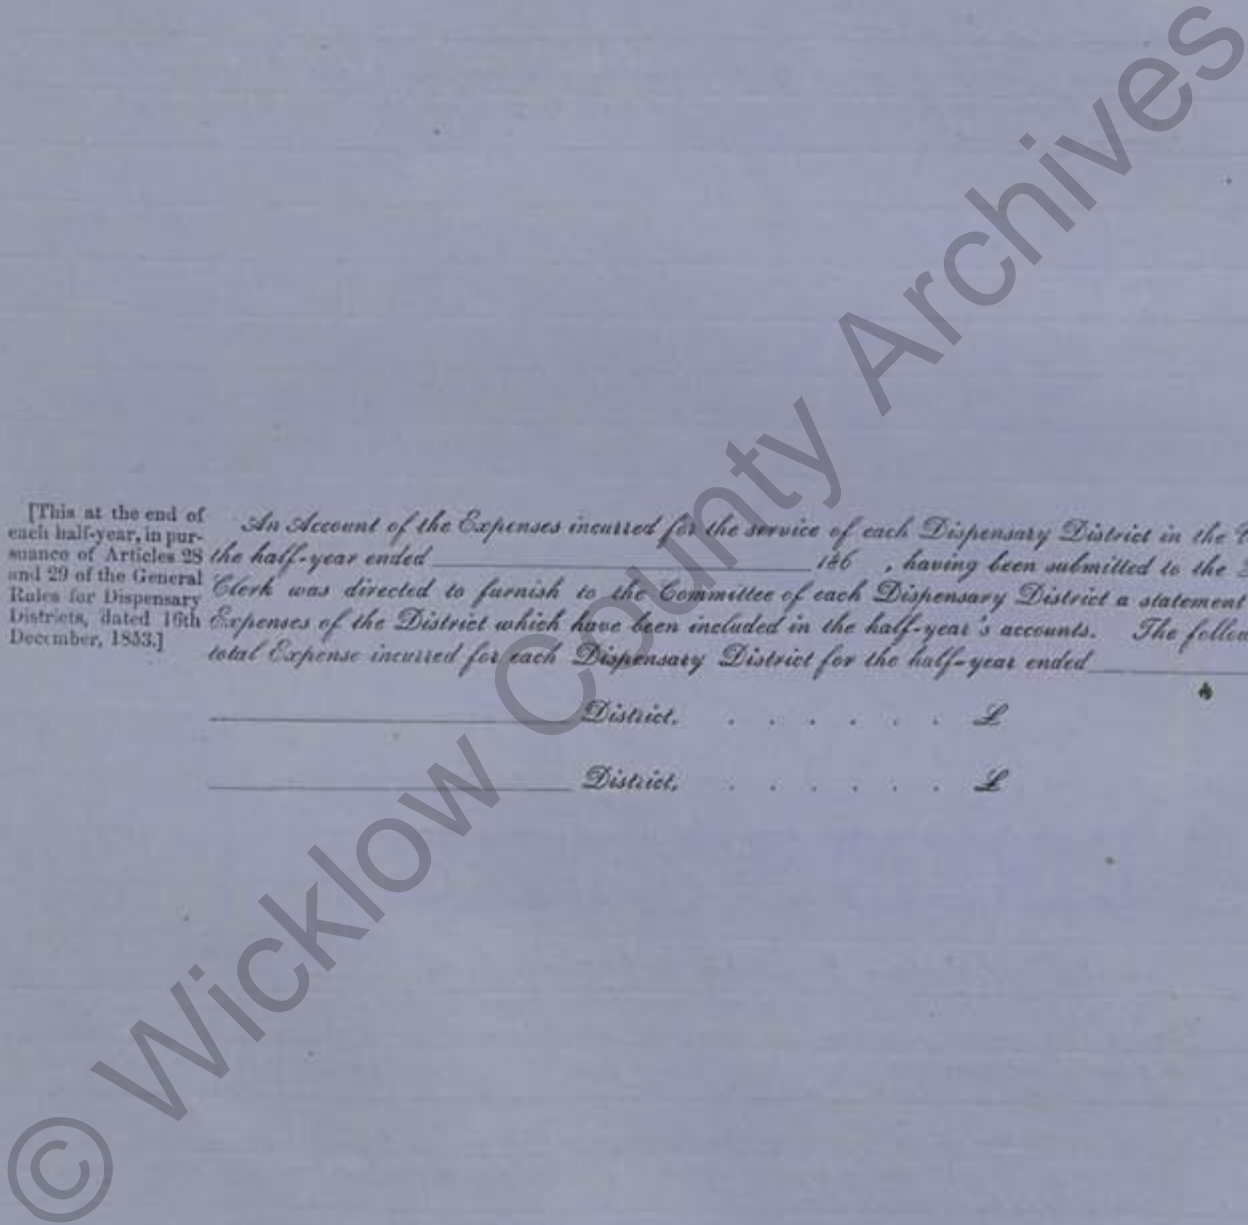 [This at the end of
each half-year, in pur-
suance of Articles 28
and 29 of the General
Rules for Dispensary
Districts, dated 16th
December, 1853.]
An Account of the Expenses incurred for the service of each Dispensary District in the
the half-year ended 186 , having been submitted to the
Clerk was directed to furnish to the Committee of each Dispensary District a statement
Expenses of the District which have been included in the half-year's accounts. The follow
total Expense incurred for each Dispensary District for the half-year ended
District. . . . . . . £
District. . . . . . . £
© Wicklow County Archives